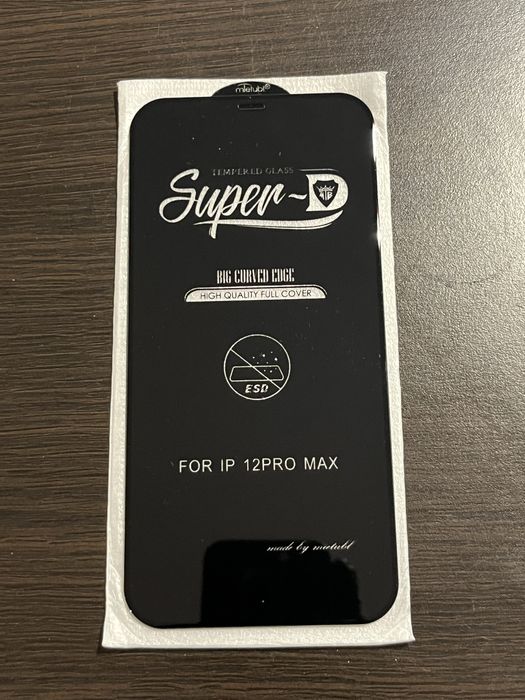 mietubl®
TEMPERED GLASS
Super-D
BIG CURVED EDGE
HIGH QUALITY FULL COVER
ESD
FOR IP 12PRO MAX
made by mietubl